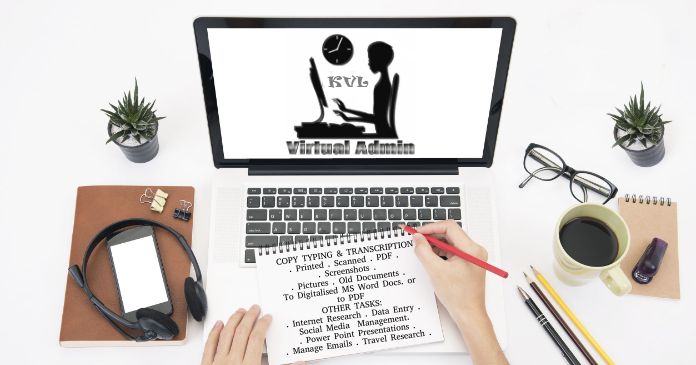 KVL
Virtual Admin
COPY TYPING & TRANSCRIPTION
. Printed . Scanned . PDF .
. Screenshots .
. Pictures . Old Documents .
To Digitalised MS Word Docs. or
to PDF
OTHER TASKS:
. Internet Research . Data Entry .
Social Media Management.
. Power Point Presentations .
. Manage Emails . Travel Research .